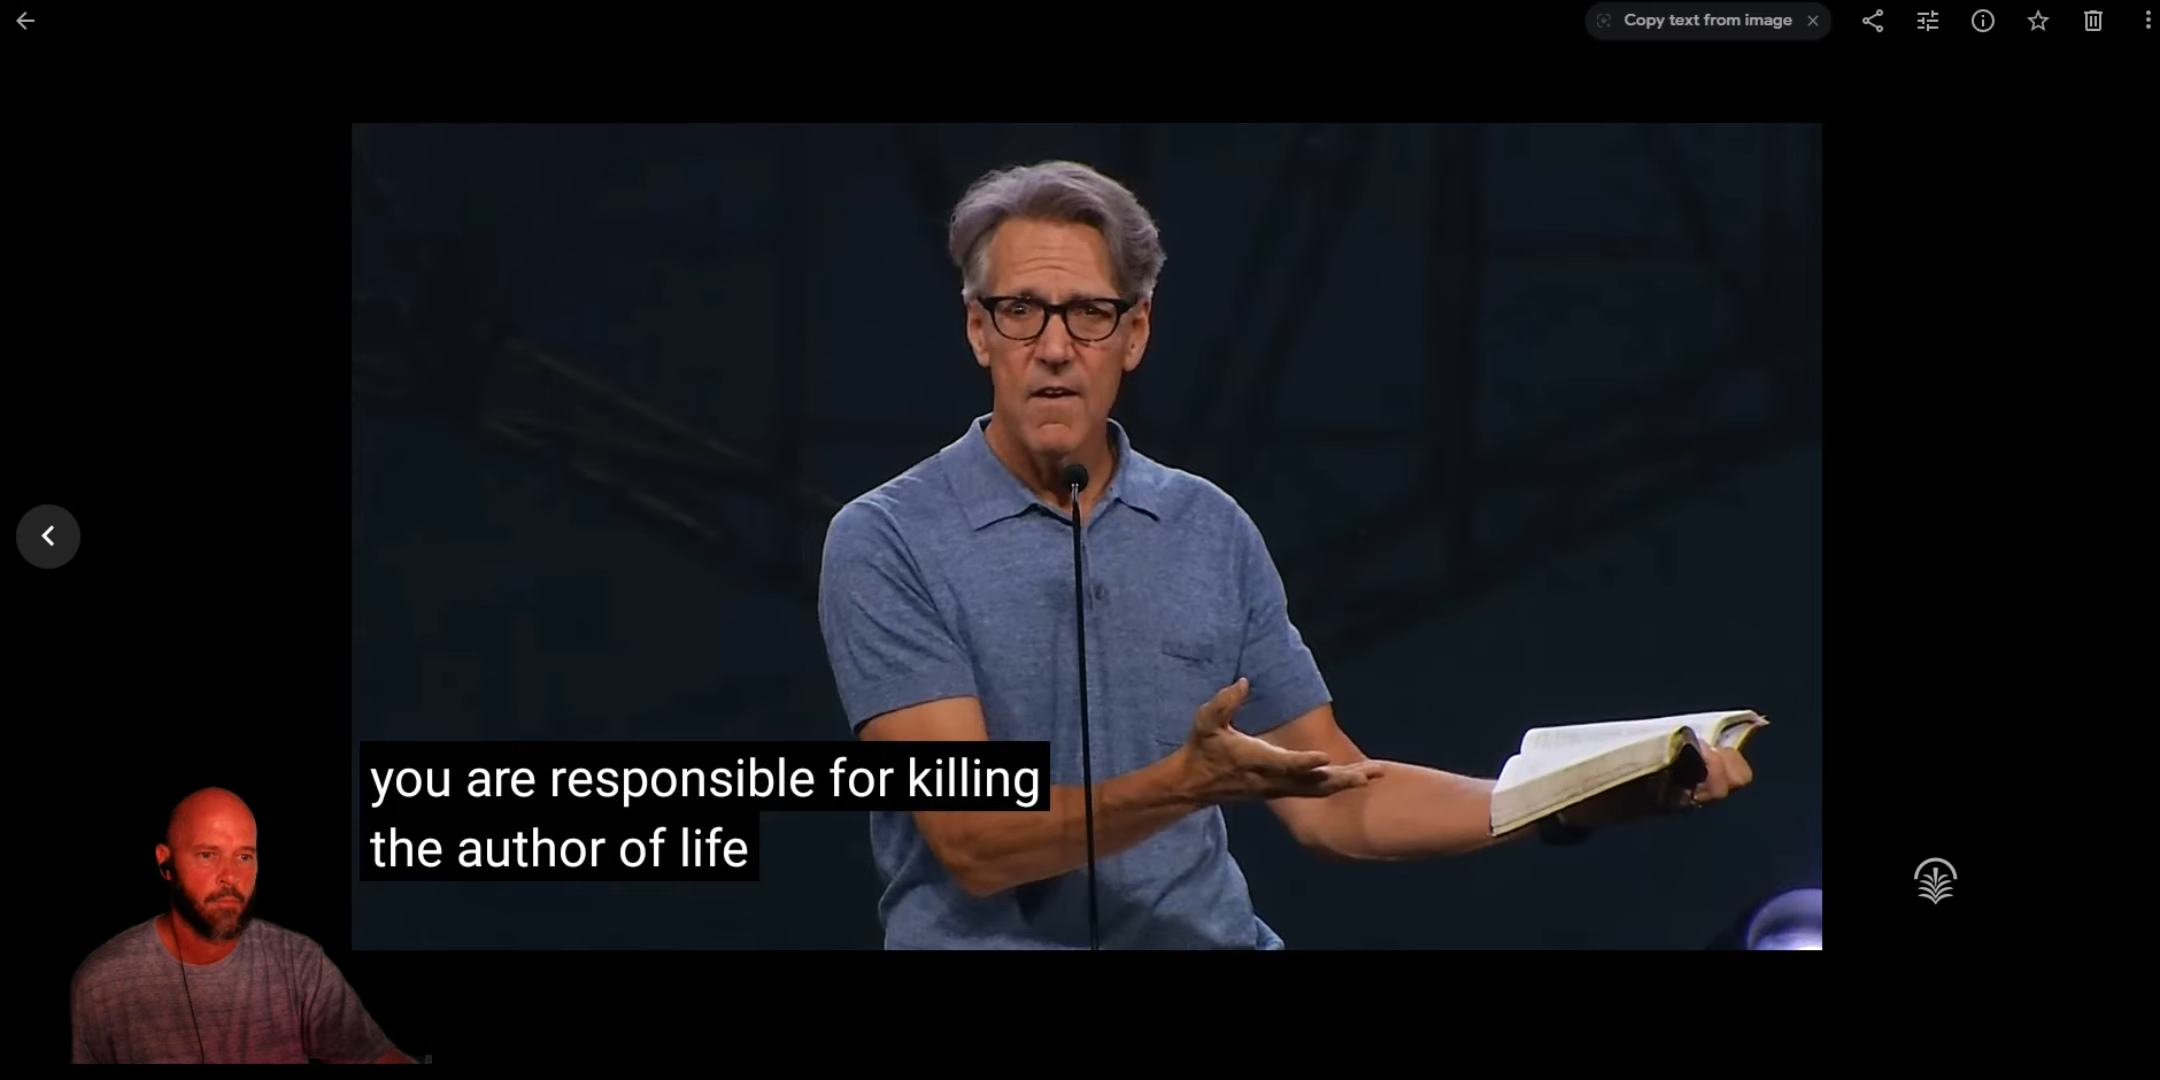 Copy text from image
you are responsible for killing
the author of life